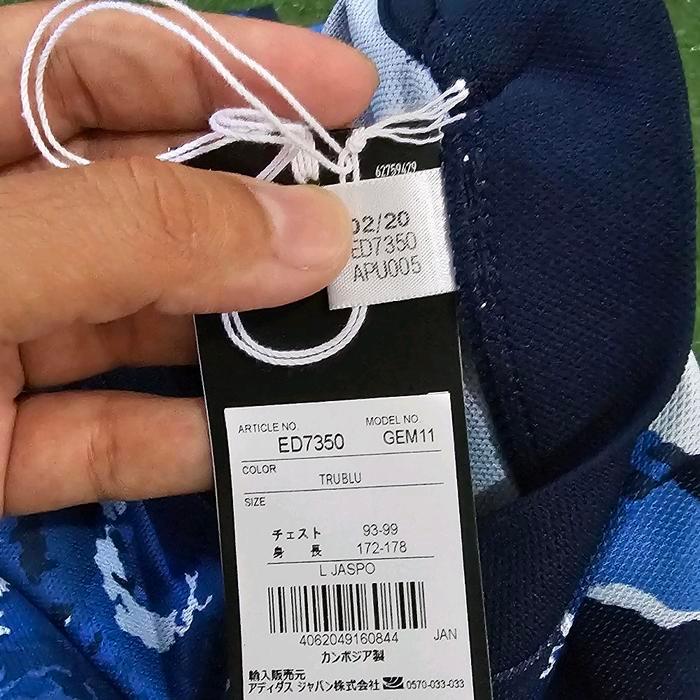 62759429
02/20
ED7350
APU005
ARTICLE NO. MODEL NO.
ED7350 GEM11
COLOR
TRUBLU
SIZE
チェスト 93-99
身 長 172-178
L JASPO
4062049160844 JAN
カンボジア製
輸入販売元
アディダス ジャパン株式会社 0570-033-033